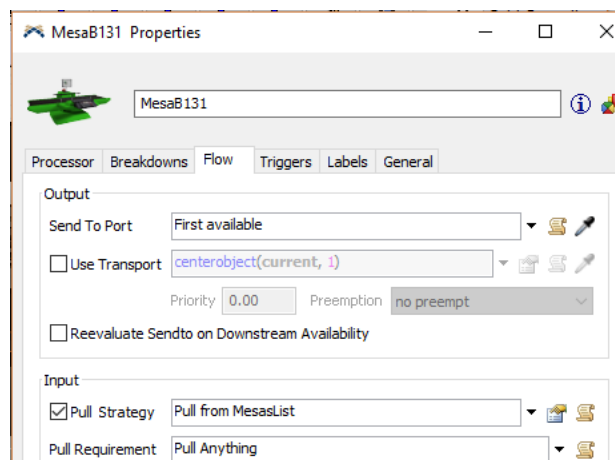 MesaB131 Properties
MesaB131
Processor Breakdowns Flow Triggers Labels General
Output
Send To Port First available
Use Transport centerobject(current, 1)
Priority 0.00 Preemption no preempt
Reevaluate Sendto on Downstream Availability
Input
Pull Strategy Pull from MesasList
Pull Requirement Pull Anything